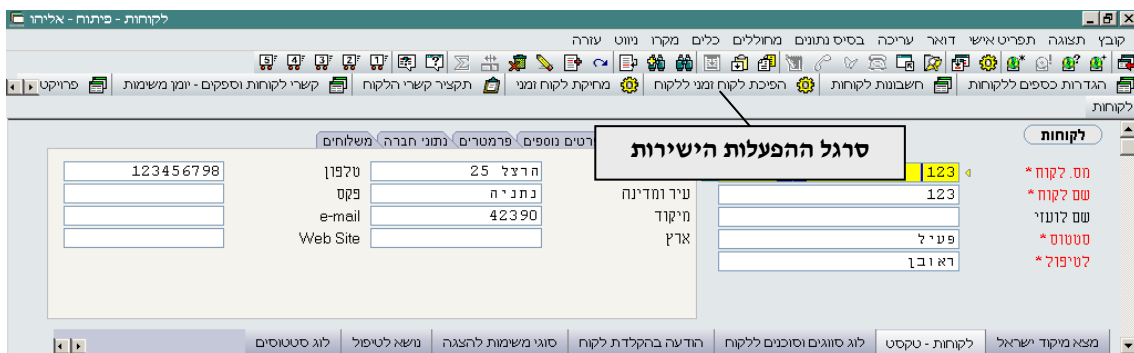 לקוחות - פיתוח - אליהו
קובץ תצוגה תפריט אישי דואר עריכה בסיס נתונים מחוללים כלים מקרו ניווט עזרה
הגדרות כספים ללקוחות חשבונות לקוחות הפיכת לקוח זמני ללקוח מחיקת לקוח זמני תקציר קשרי הלקוח קשרי לקוחות וספקים - יומן משימות פרויקט
לקוחות
סרגל ההפעלות הישירות
לקוחות
רטים נוספים פרמטרים נתוני חברה משלוחים
מס. לקוח * 123 הרצל 25 טלפון 123456798
שם לקוח * 123 עיר ומדינה נתניה פקס
שם לועזי מיקוד 42390 e-mail
סטטוס * פעיל ארץ Web Site
לטיפול * ראובן
מצא מיקוד ישראל לקוחות - טקסט לוג סווגים וסוכנים ללקוח הודעה בהקלדת לקוח סוגי משימות להצגה נושא לטיפול לוג סטטוסים